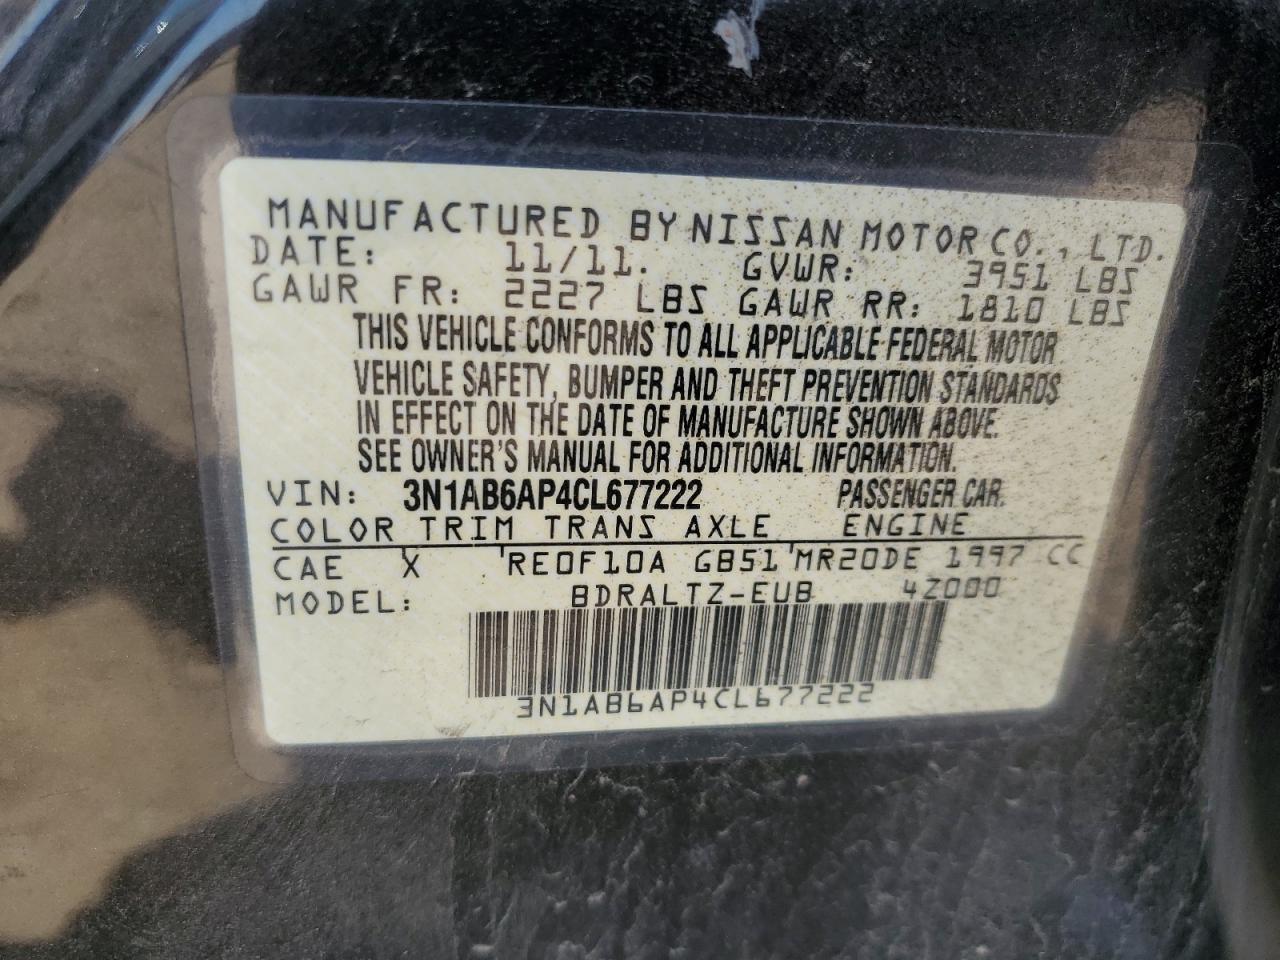 MANUFACTURED BY NISSAN MOTOR CO., LTD.
DATE: 11/11. GVWR: 3951 LBS
GAWR FR: 2227 LBS GAWR RR: 1810 LBS
THIS VEHICLE CONFORMS TO ALL APPLICABLE FEDERAL MOTOR
VEHICLE SAFETY, BUMPER AND THEFT PREVENTION STANDARDS
IN EFFECT ON THE DATE OF MANUFACTURE SHOWN ABOVE.
SEE OWNER'S MANUAL FOR ADDITIONAL INFORMATION.
VIN: 3N1AB6AP4CL677222 PASSENGER CAR.
COLOR TRIM TRANS AXLE ENGINE
CAE X 'RE0F10A GB51'MR20DE 1997 CC
MODEL: BDRALTZ-EUB 4Z000
3N1AB6AP4CL677222